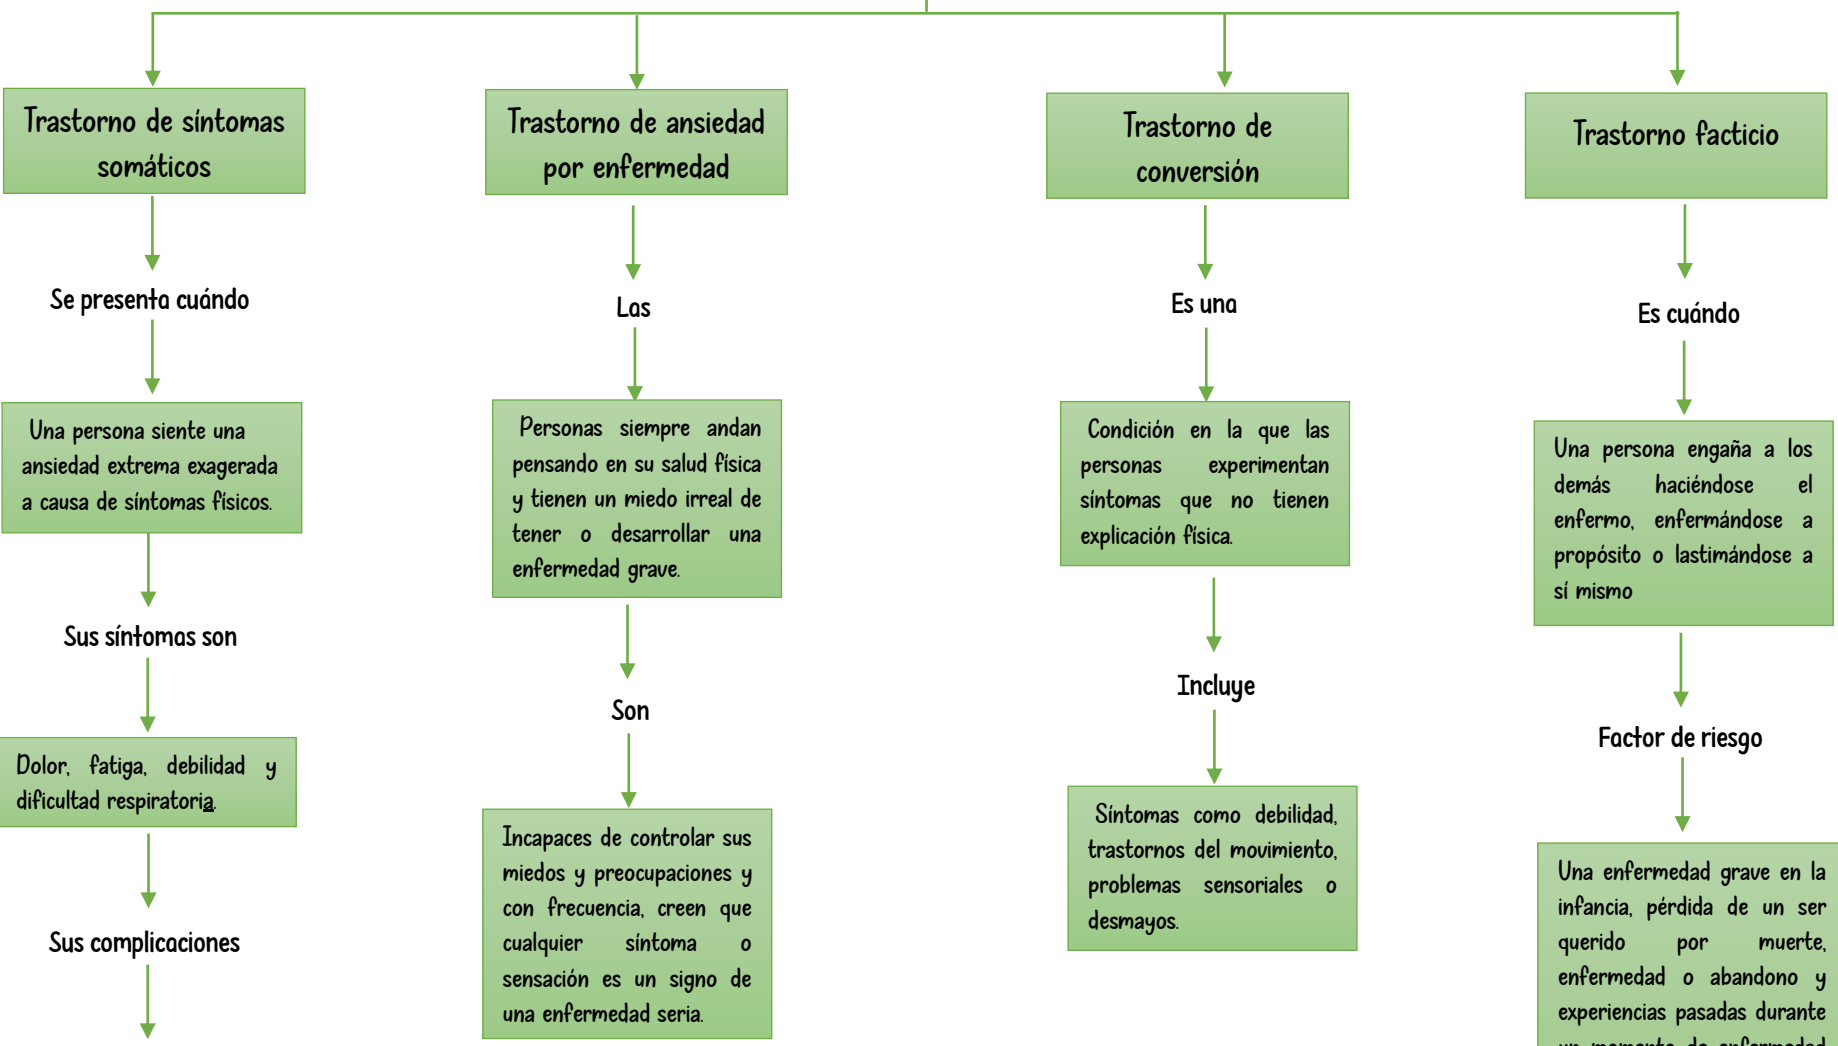 Trastorno de síntomas
somáticos
Se presenta cuándo
Una persona siente una
ansiedad extrema exagerada
a causa de síntomas físicos.
Sus síntomas son
Dolor, fatiga, debilidad y
dificultad respiratoria.
Sus complicaciones
Trastorno de ansiedad
por enfermedad
Las
Personas siempre andan
pensando en su salud física
y tienen un miedo irreal de
tener o desarrollar una
enfermedad grave.
Son
Incapaces de controlar sus
miedos y preocupaciones y
con frecuencia, creen que
cualquier síntoma o
sensación es un signo de
una enfermedad seria.
Trastorno de
conversión
Es una
Condición en la que las
personas experimentan
síntomas que no tienen
explicación física.
Incluye
Síntomas como debilidad,
trastornos del movimiento,
problemas sensoriales o
desmayos.
Trastorno facticio
Es cuándo
Una persona engaña a los
demás haciéndose el
enfermo, enfermándose a
propósito o lastimándose a
sí mismo
Factor de riesgo
Una enfermedad grave en la
infancia, pérdida de un ser
querido por muerte,
enfermedad o abandono y
experiencias pasadas durante
un momento de enfermedad